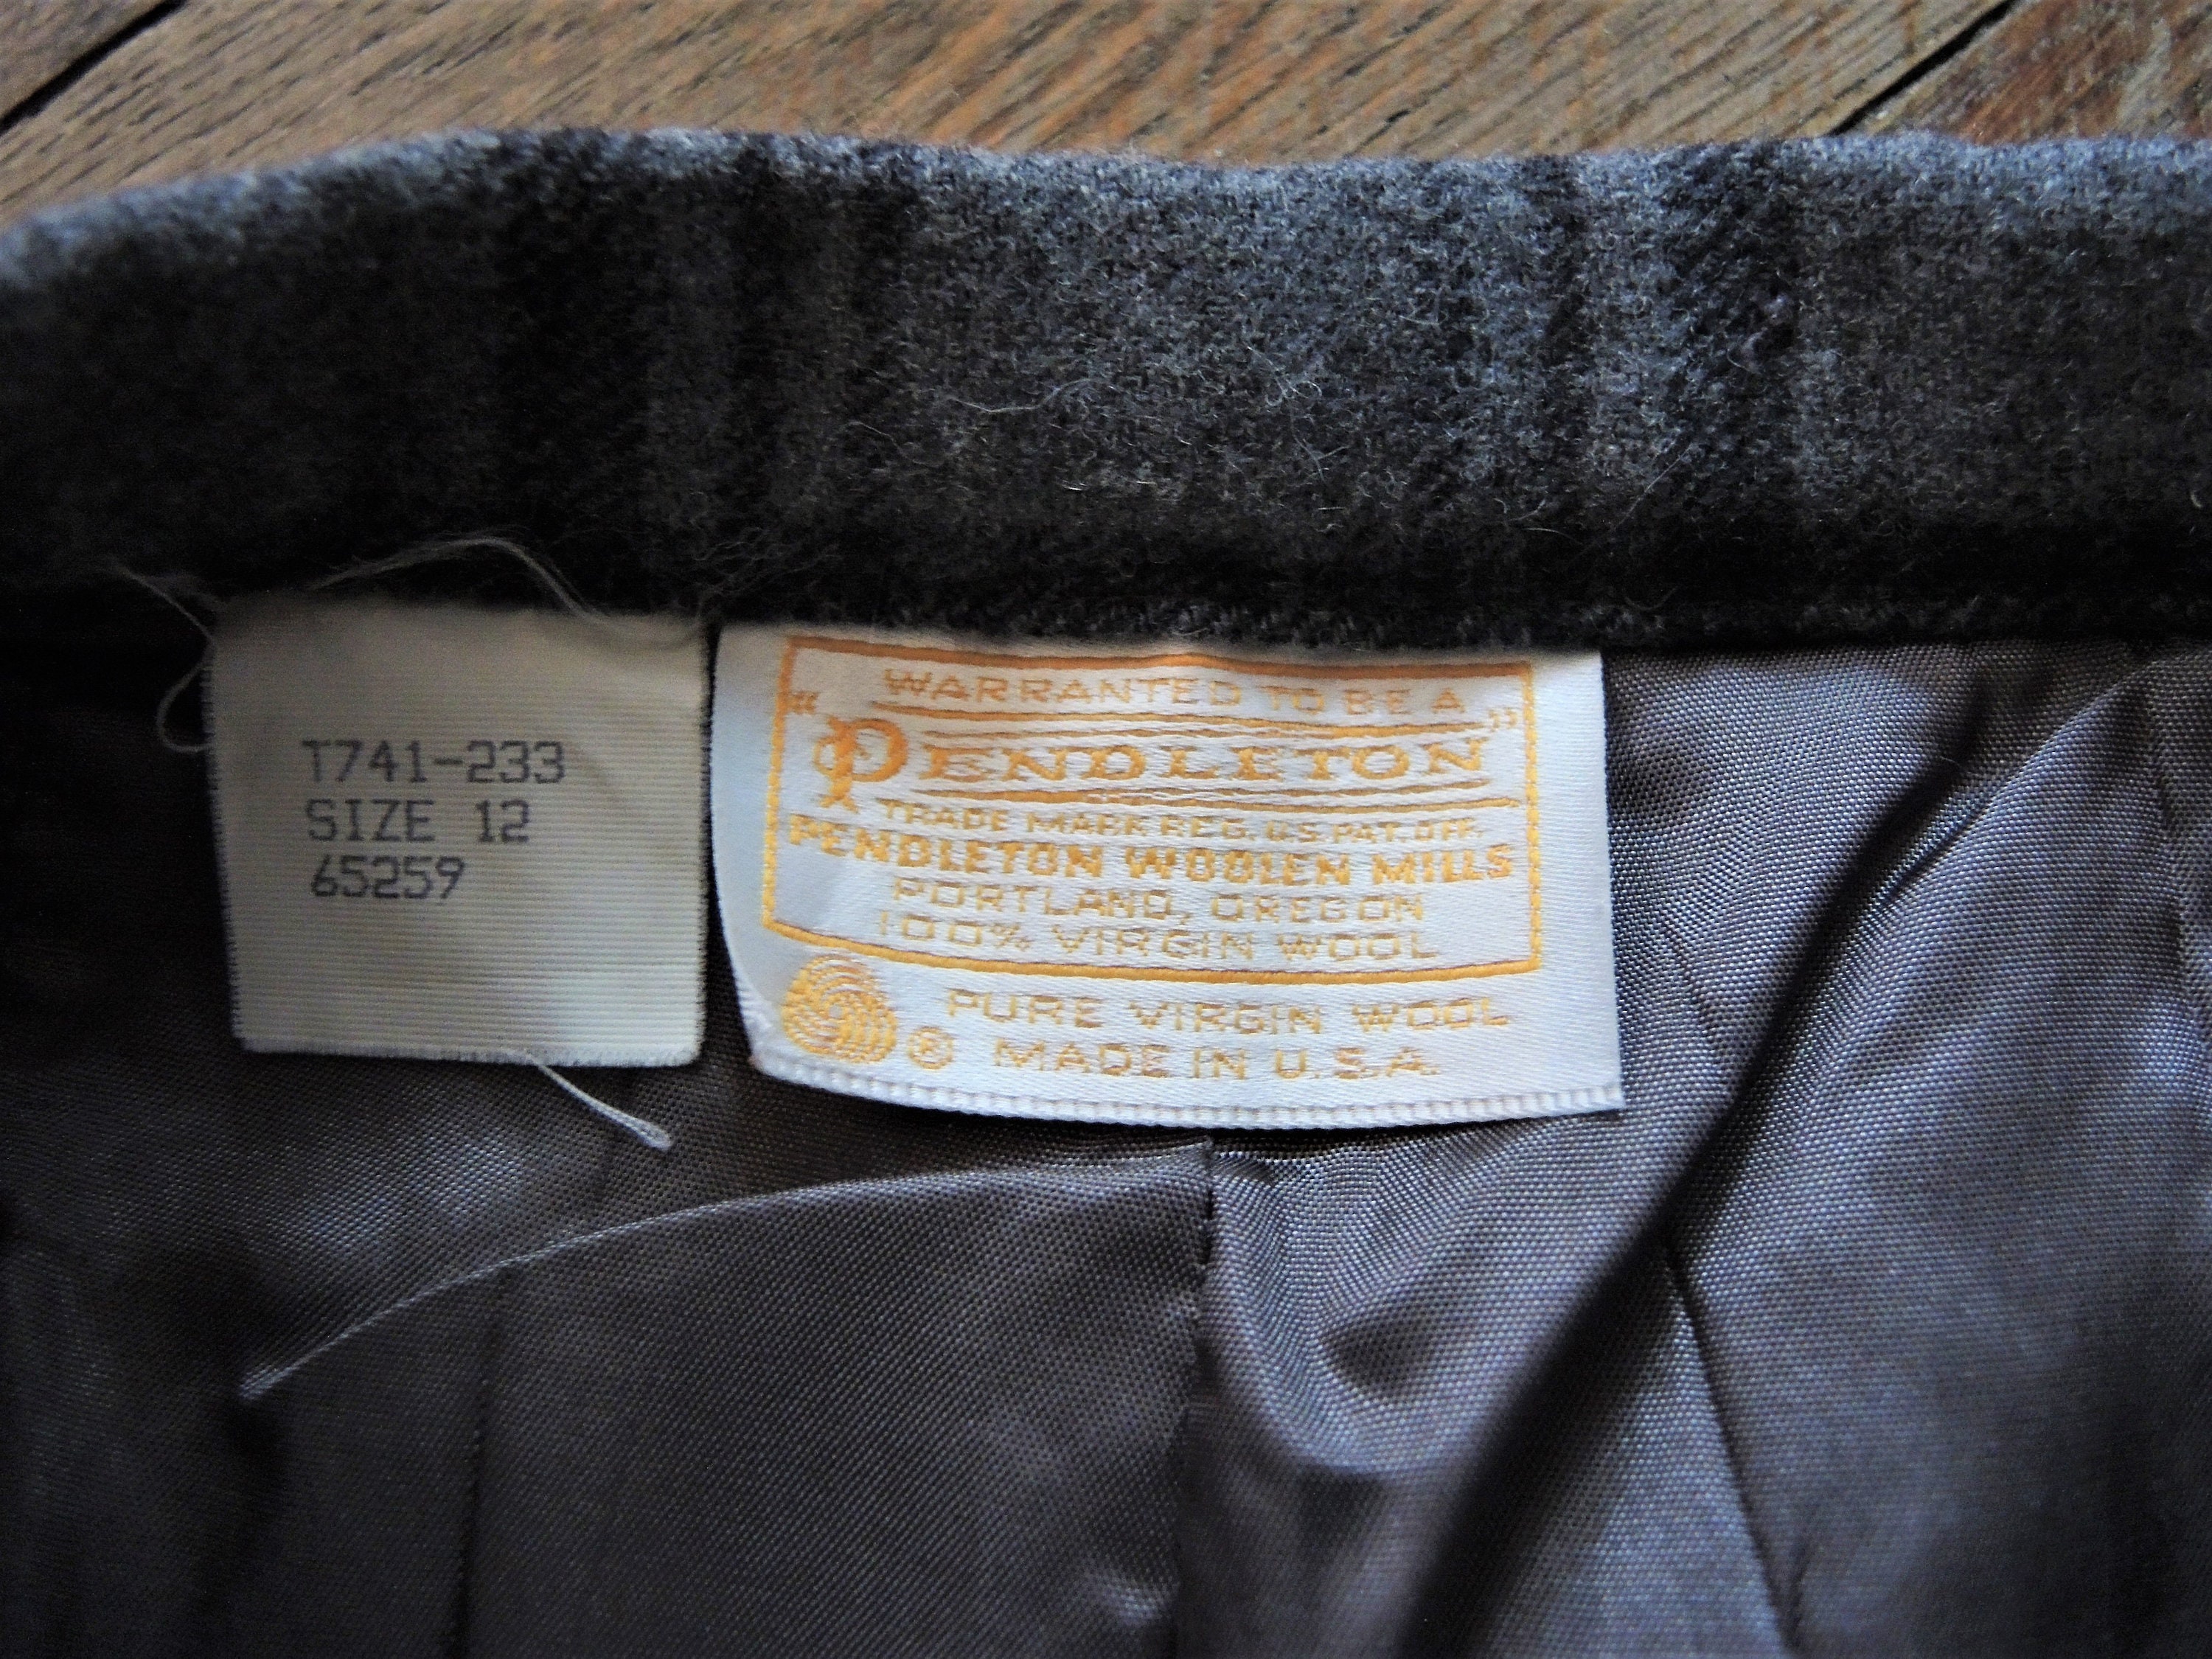 T741-233
SIZE 12
65259
WARRANTED TO BE A
"PENDLETON"
TRADE MARK REG. U.S. PAT. OFF.
PENDLETON WOOLEN MILLS
PORTLAND, OREGON
100% VIRGIN WOOL
PURE VIRGIN WOOL
® MADE IN U.S.A.